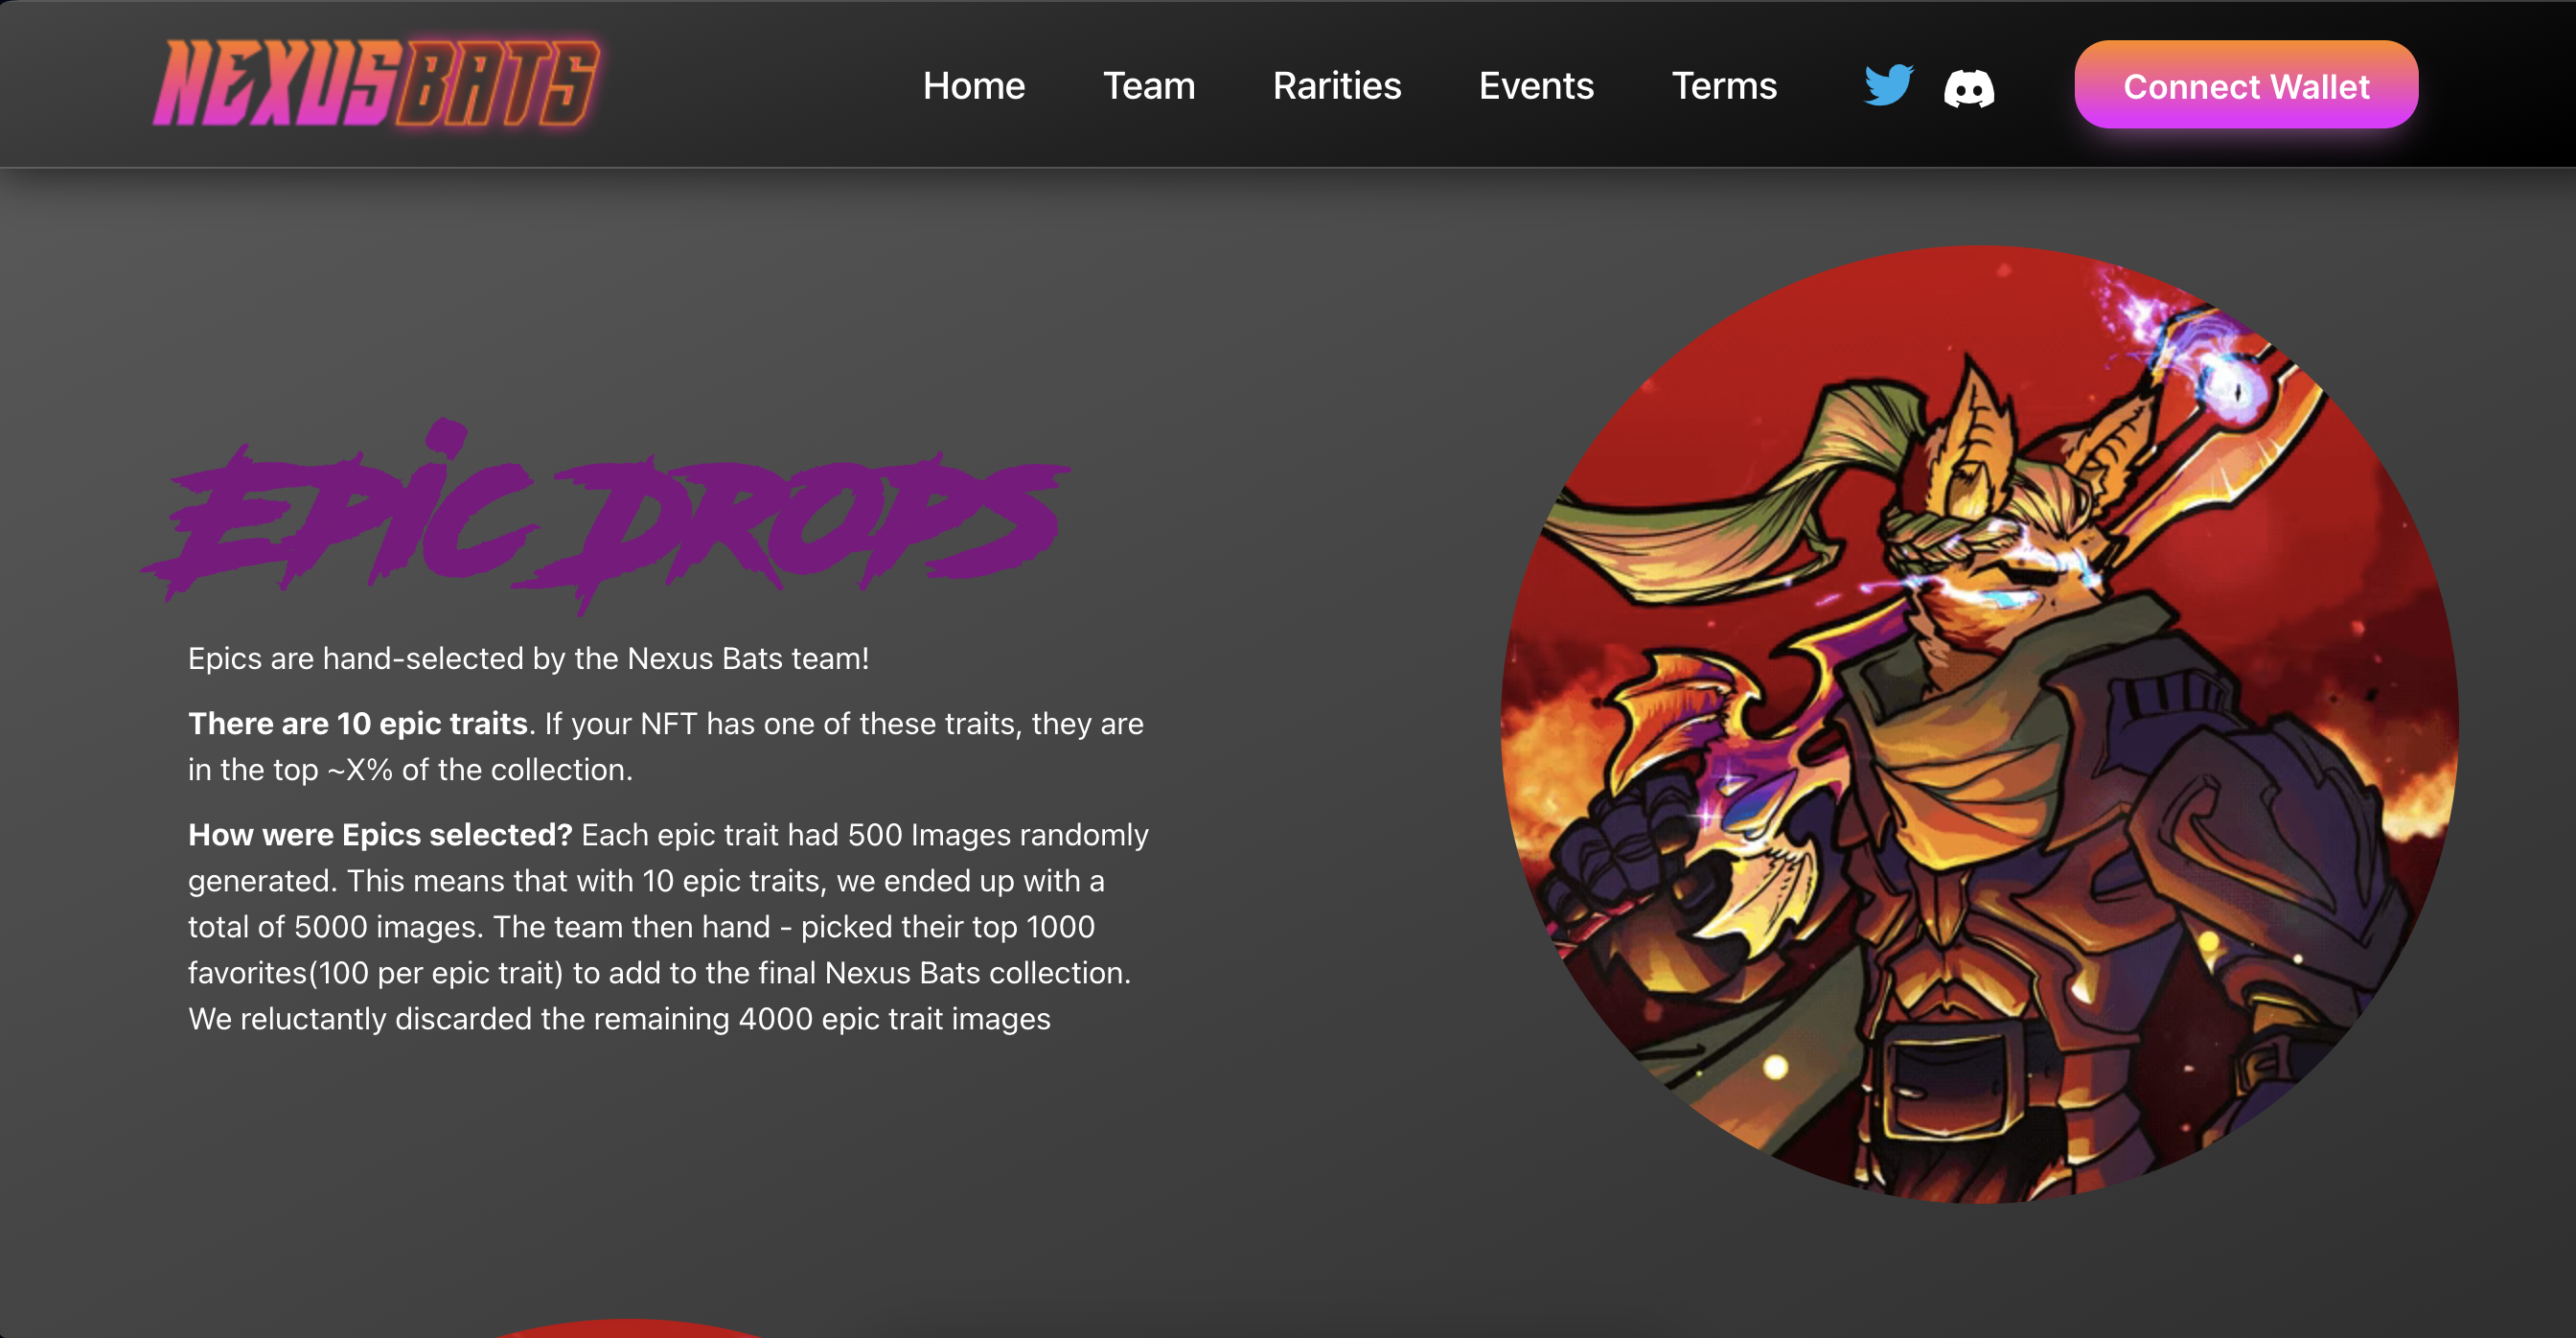 NEXUSBATS
Home Team Rarities Events Terms Connect Wallet
EPIC DROPS
Epics are hand-selected by the Nexus Bats team!
There are 10 epic traits. If your NFT has one of these traits, they are
in the top ~X% of the collection.
How were Epics selected? Each epic trait had 500 Images randomly
generated. This means that with 10 epic traits, we ended up with a
total of 5000 images. The team then hand - picked their top 1000
favorites(100 per epic trait) to add to the final Nexus Bats collection.
We reluctantly discarded the remaining 4000 epic trait images